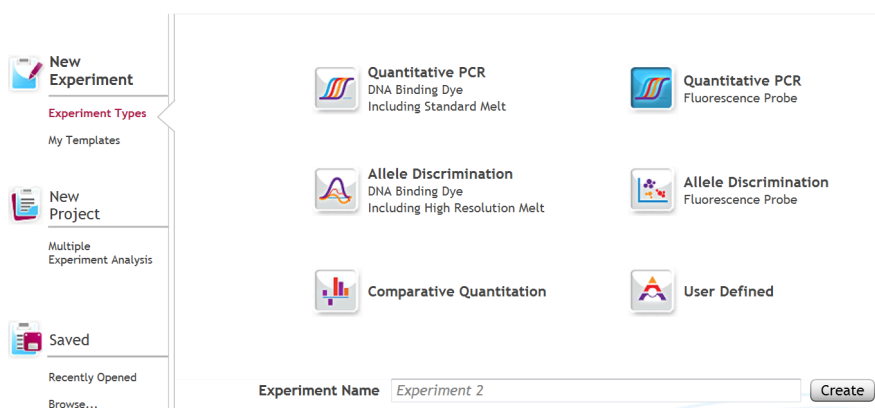 New
Experiment
Experiment Types
My Templates
New
Project
Multiple
Experiment Analysis
Saved
Recently Opened
Browse...
Quantitative PCR
DNA Binding Dye
Including Standard Melt
Quantitative PCR
Fluorescence Probe
Allele Discrimination
DNA Binding Dye
Including High Resolution Melt
Allele Discrimination
Fluorescence Probe
Comparative Quantitation
User Defined
Experiment Name Experiment 2 Create